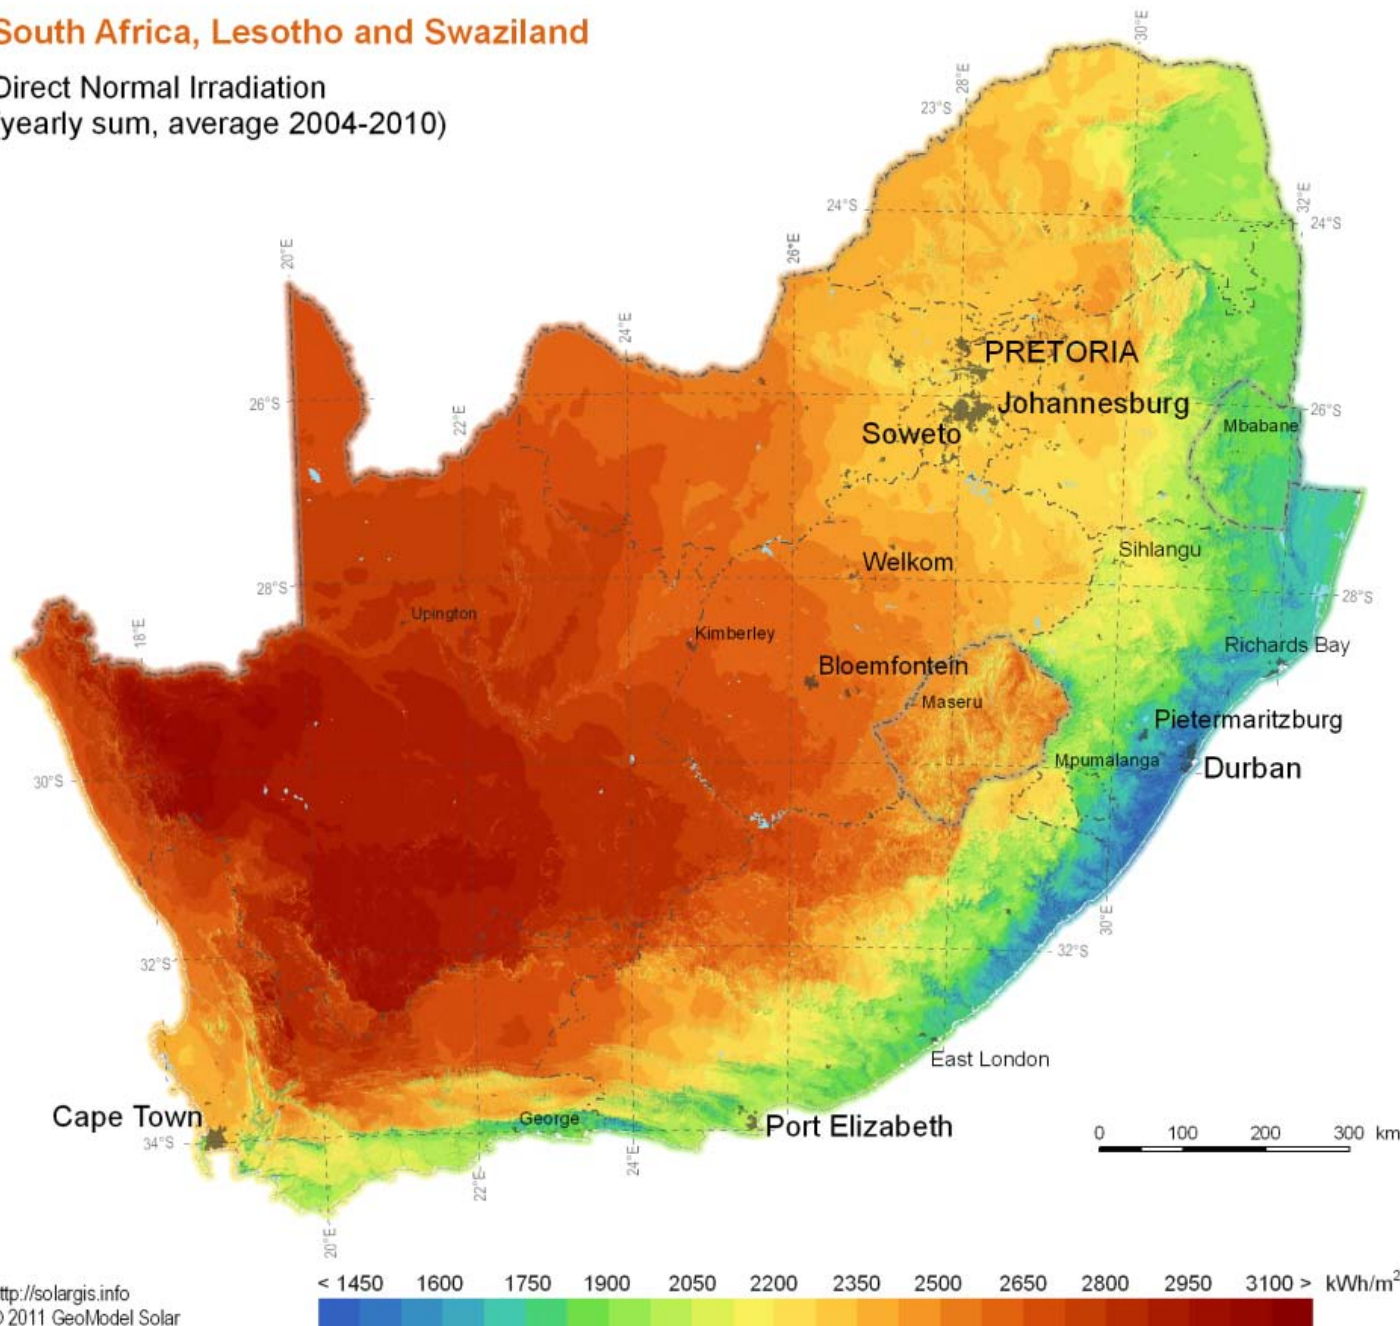 South Africa, Lesotho and Swaziland
Direct Normal Irradiation
(yearly sum, average 2004-2010)
30°E
28°E
23°S
32°E
24°S
24°S
20°E
26°E
24°E
PRETORIA
26°S
22°E
Johannesburg
26°S
Soweto
Mbabane
Sihlangu
Welkom
28°S
28°S
Upington
18°E
Kimberley
Richards Bay
Bloemfontein
Maseru
Pietermaritzburg
Mpumalanga
Durban
30°S
30°E
32°S
32°S
East London
Cape Town
George
Port Elizabeth
34°S
0 100 200 300 km
22°E
24°E
20°E
< 1450 1600 1750 1900 2050 2200 2350 2500 2650 2800 2950 3100 > kWh/m²
http://solargis.info
© 2011 GeoModel Solar